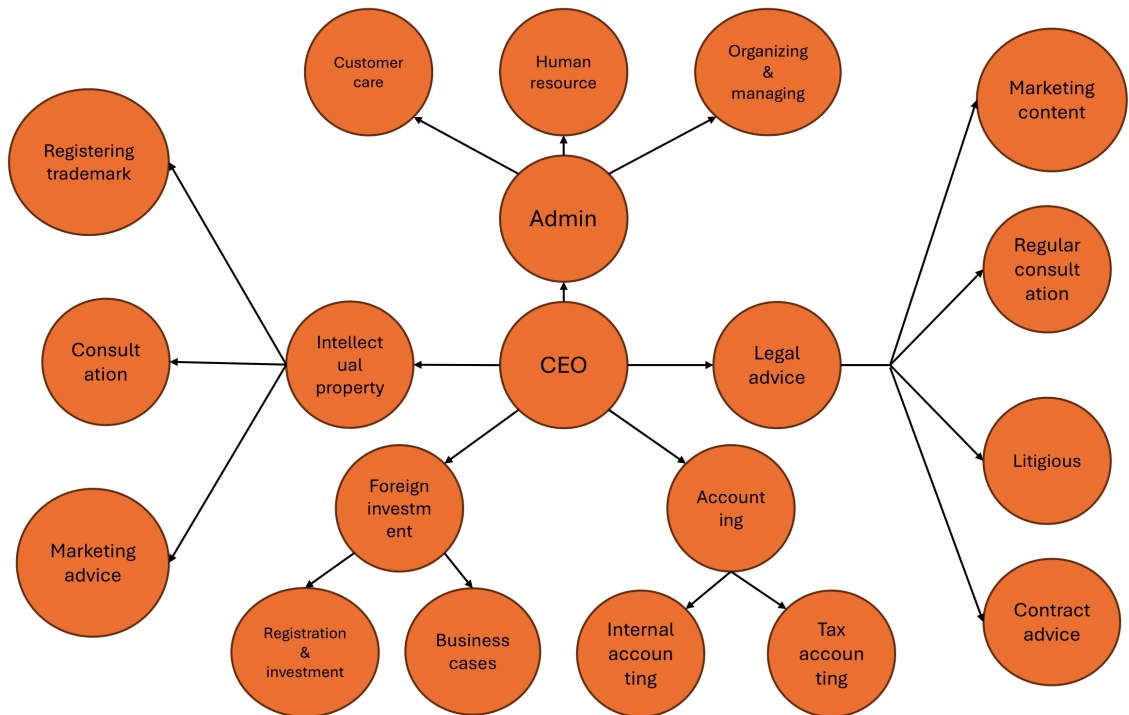 Customer
care
Human
resource
Organizing
&
managing
Marketing
content
Registering
trademark
Admin
Regular
consult
ation
Consult
ation
Intellect
ual
property
CEO
Legal
advice
Foreign
investm
ent
Account
ing
Litigious
Marketing
advice
Registration
&
investment
Business
cases
Internal
accoun
ting
Tax
accoun
ting
Contract
advice